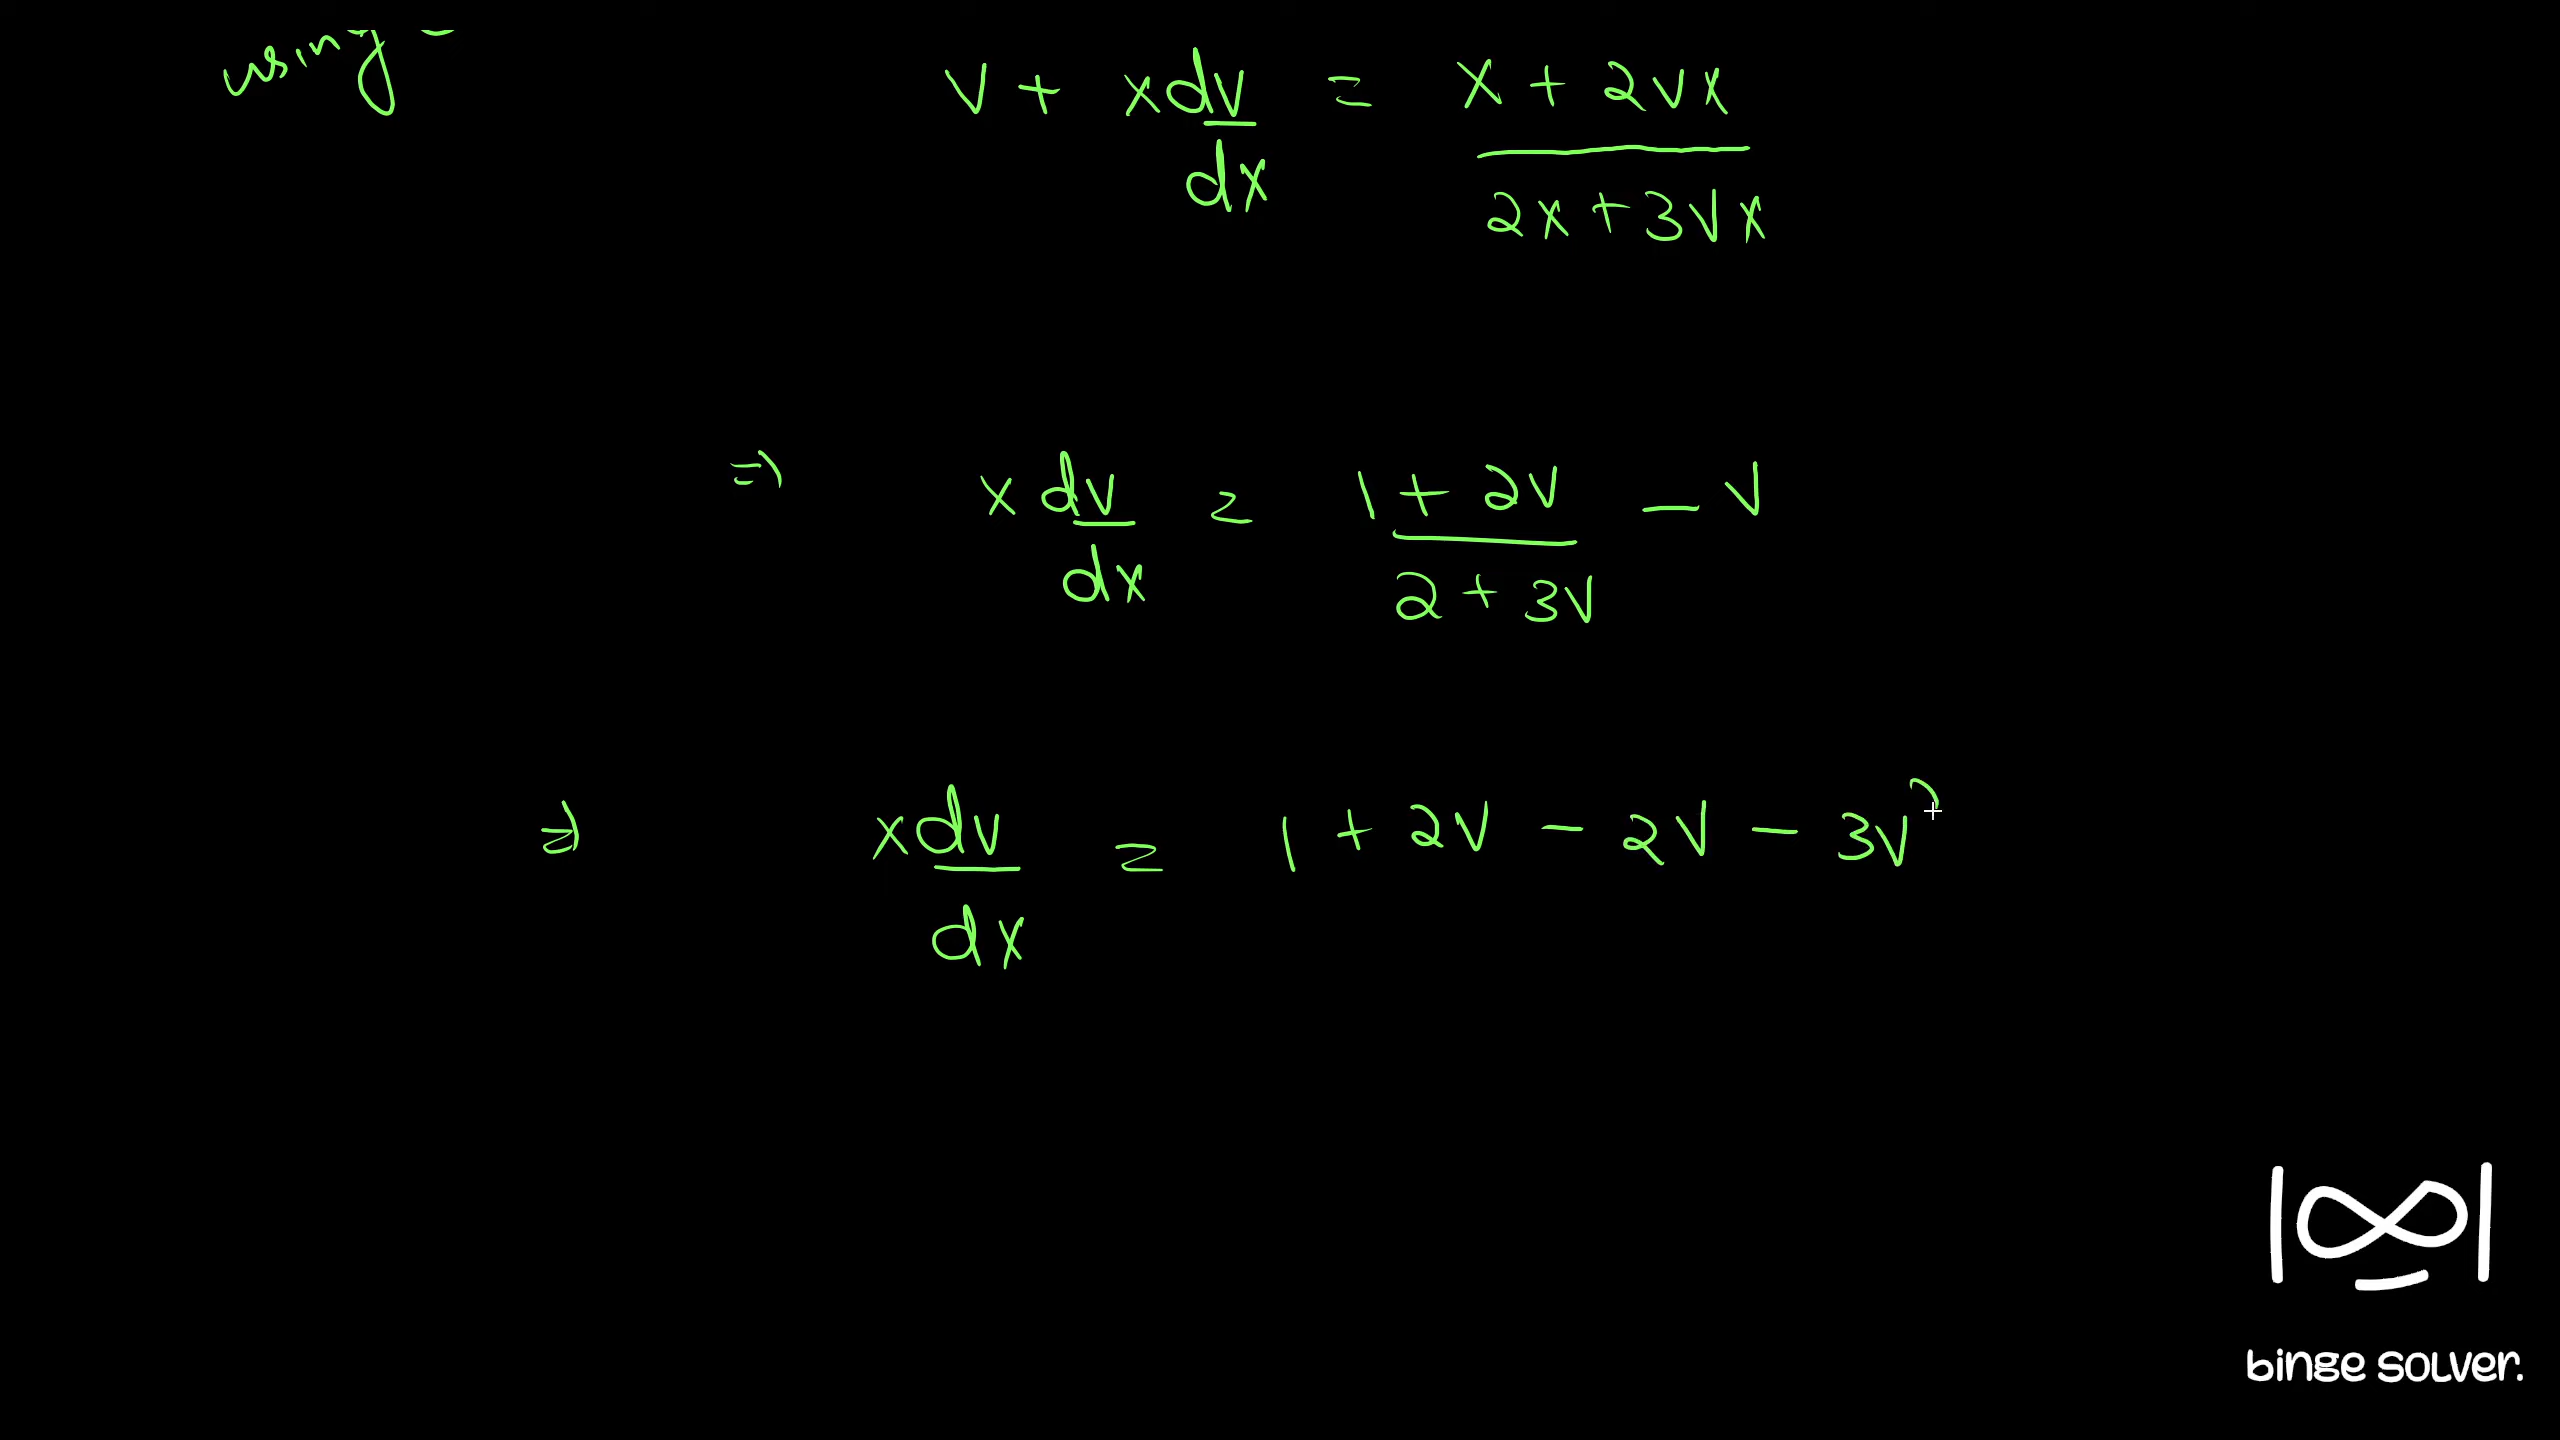 using
v + x dv/dx = x + 2vx / 2x + 3vx
⇒ x dv/dx = 1 + 2v / 2 + 3v - v
⇒ x dv/dx = 1 + 2v - 2v - 3v
binge solver.